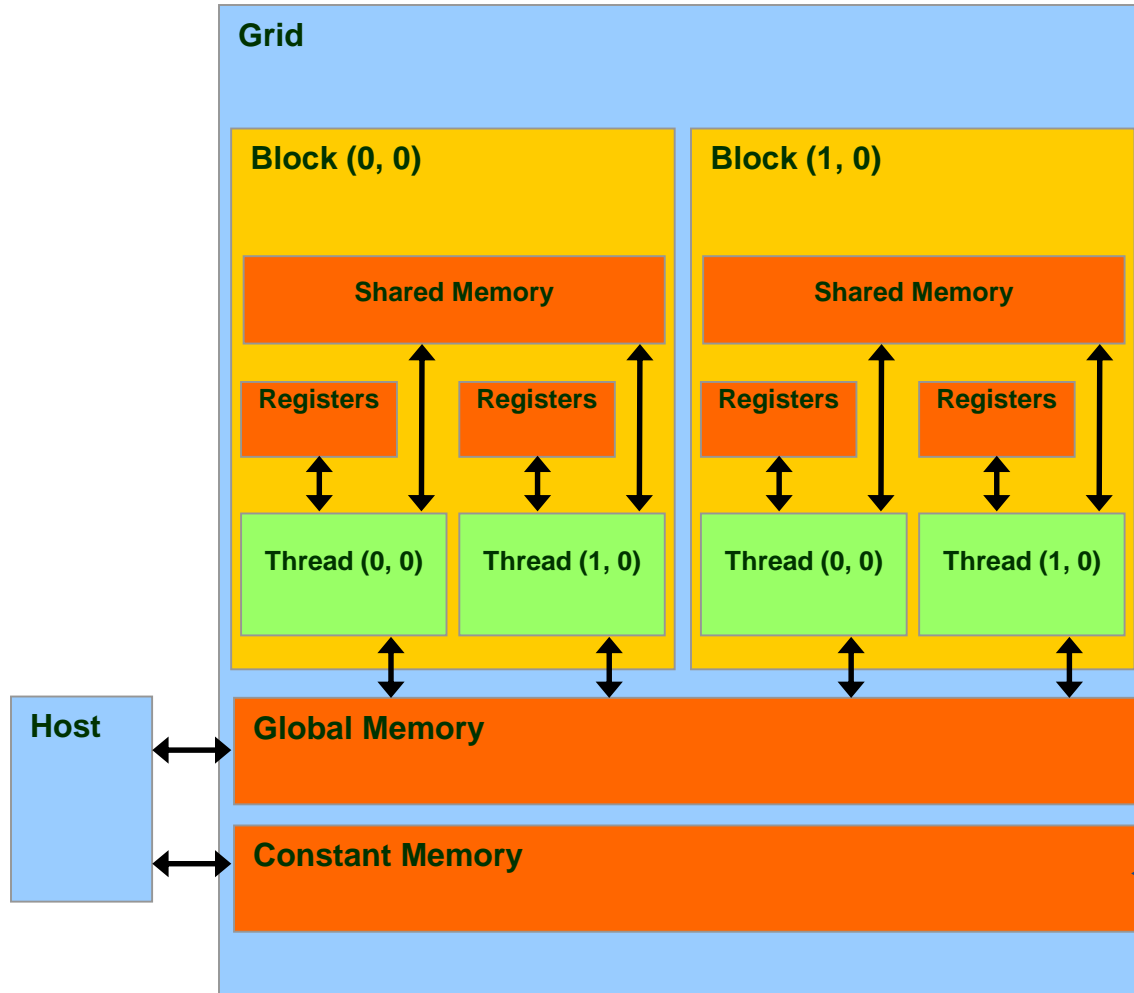 Grid
Block (0, 0)
Block (1, 0)
Shared Memory
Shared Memory
Registers
Registers
Registers
Registers
Thread (0, 0)
Thread (1, 0)
Thread (0, 0)
Thread (1, 0)
Host
Global Memory
Constant Memory